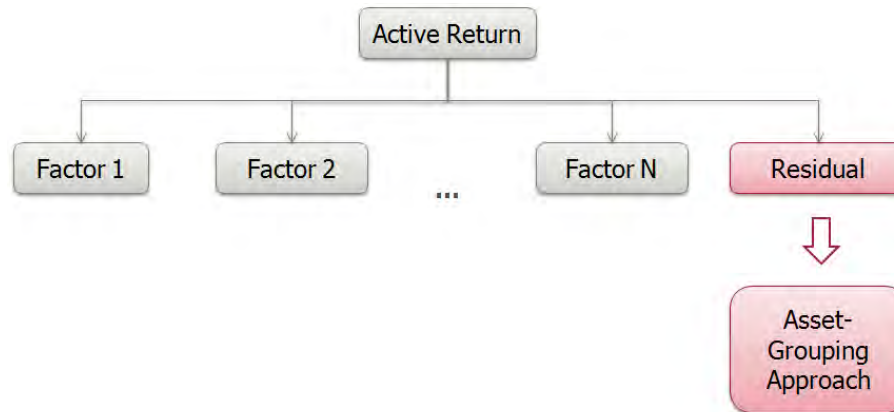 Active Return
Factor 1
Factor 2
...
Factor N
Residual
Asset-
Grouping
Approach